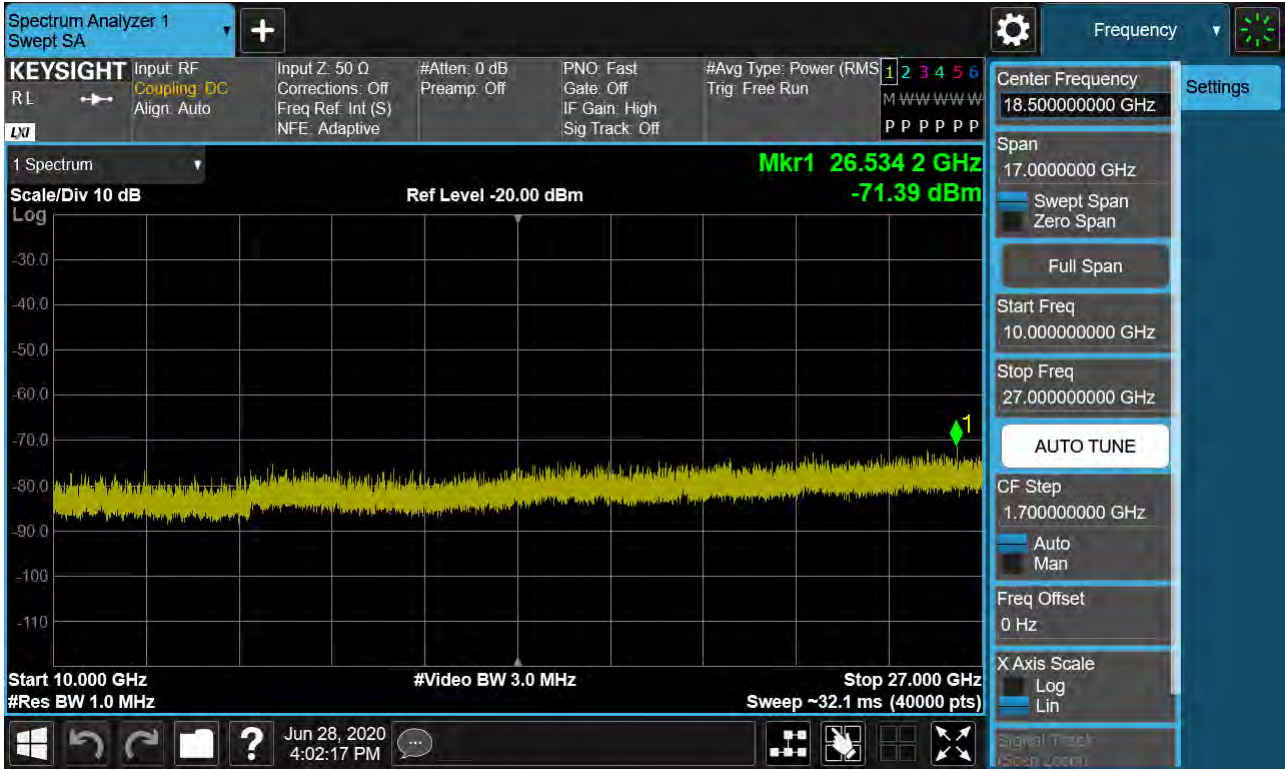 Spectrum Analyzer 1
Swept SA
+
Frequency
KEYSIGHT
R L
LXI
Input: RF
Coupling: DC
Align: Auto
Input Z: 50 Ω
Corrections: Off
Freq Ref: Int (S)
NFE: Adaptive
#Atten: 0 dB
Preamp: Off
PNO: Fast
Gate: Off
IF Gain: High
Sig Track: Off
#Avg Type: Power (RMS
Trig: Free Run
1 2 3 4 5 6
M W W W W W
P P P P P P
1 Spectrum
Scale/Div 10 dB
Log
Ref Level -20.00 dBm
Mkr1 26.534 2 GHz
-71.39 dBm
-30.0
-40.0
-50.0
-60.0
-70.0
-80.0
-90.0
-100
-110
1
Start 10.000 GHz
#Res BW 1.0 MHz
#Video BW 3.0 MHz
Stop 27.000 GHz
Sweep ~32.1 ms (40000 pts)
Center Frequency
18.500000000 GHz
Span
17.0000000 GHz
Swept Span
Zero Span
Full Span
Start Freq
10.000000000 GHz
Stop Freq
27.000000000 GHz
AUTO TUNE
CF Step
1.700000000 GHz
Auto
Man
Freq Offset
0 Hz
X Axis Scale
Log
Lin
Signal Track
(Span Zoom)
Settings
?
Jun 28, 2020
4:02:17 PM